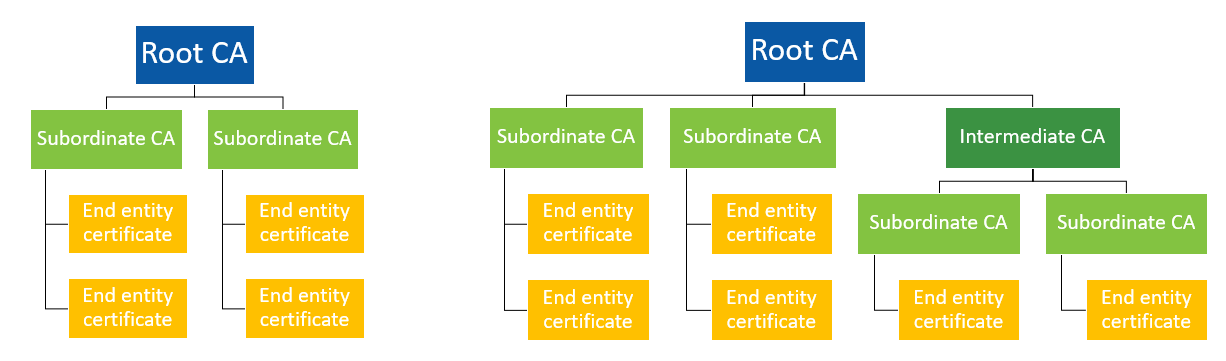 Root CA
Subordinate CA
Subordinate CA
End entity
certificate
End entity
certificate
End entity
certificate
End entity
certificate
Root CA
Subordinate CA
Subordinate CA
Intermediate CA
End entity
certificate
End entity
certificate
End entity
certificate
End entity
certificate
Subordinate CA
Subordinate CA
End entity
certificate
End entity
certificate